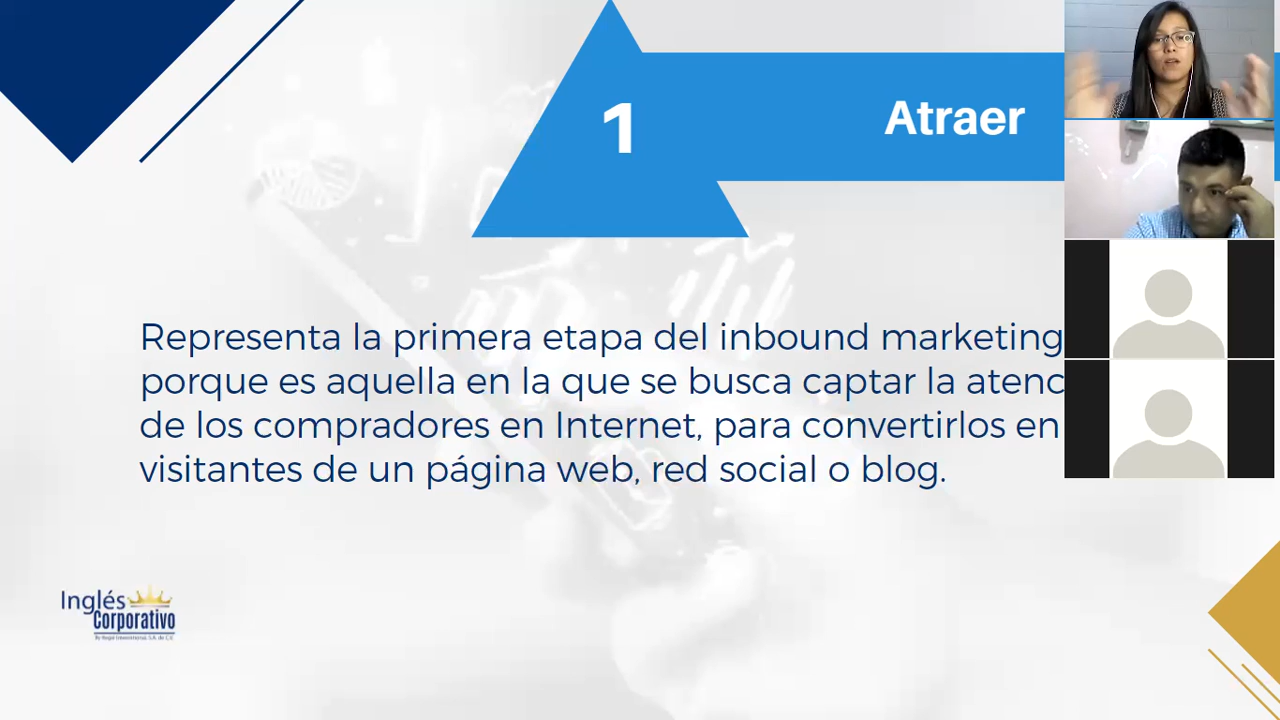 1
Atraer
Representa la primera etapa del inbound marketing
porque es aquella en la que se busca captar la atenc
de los compradores en Internet, para convertirlos en
visitantes de un página web, red social o blog.
Inglés
Corporativo